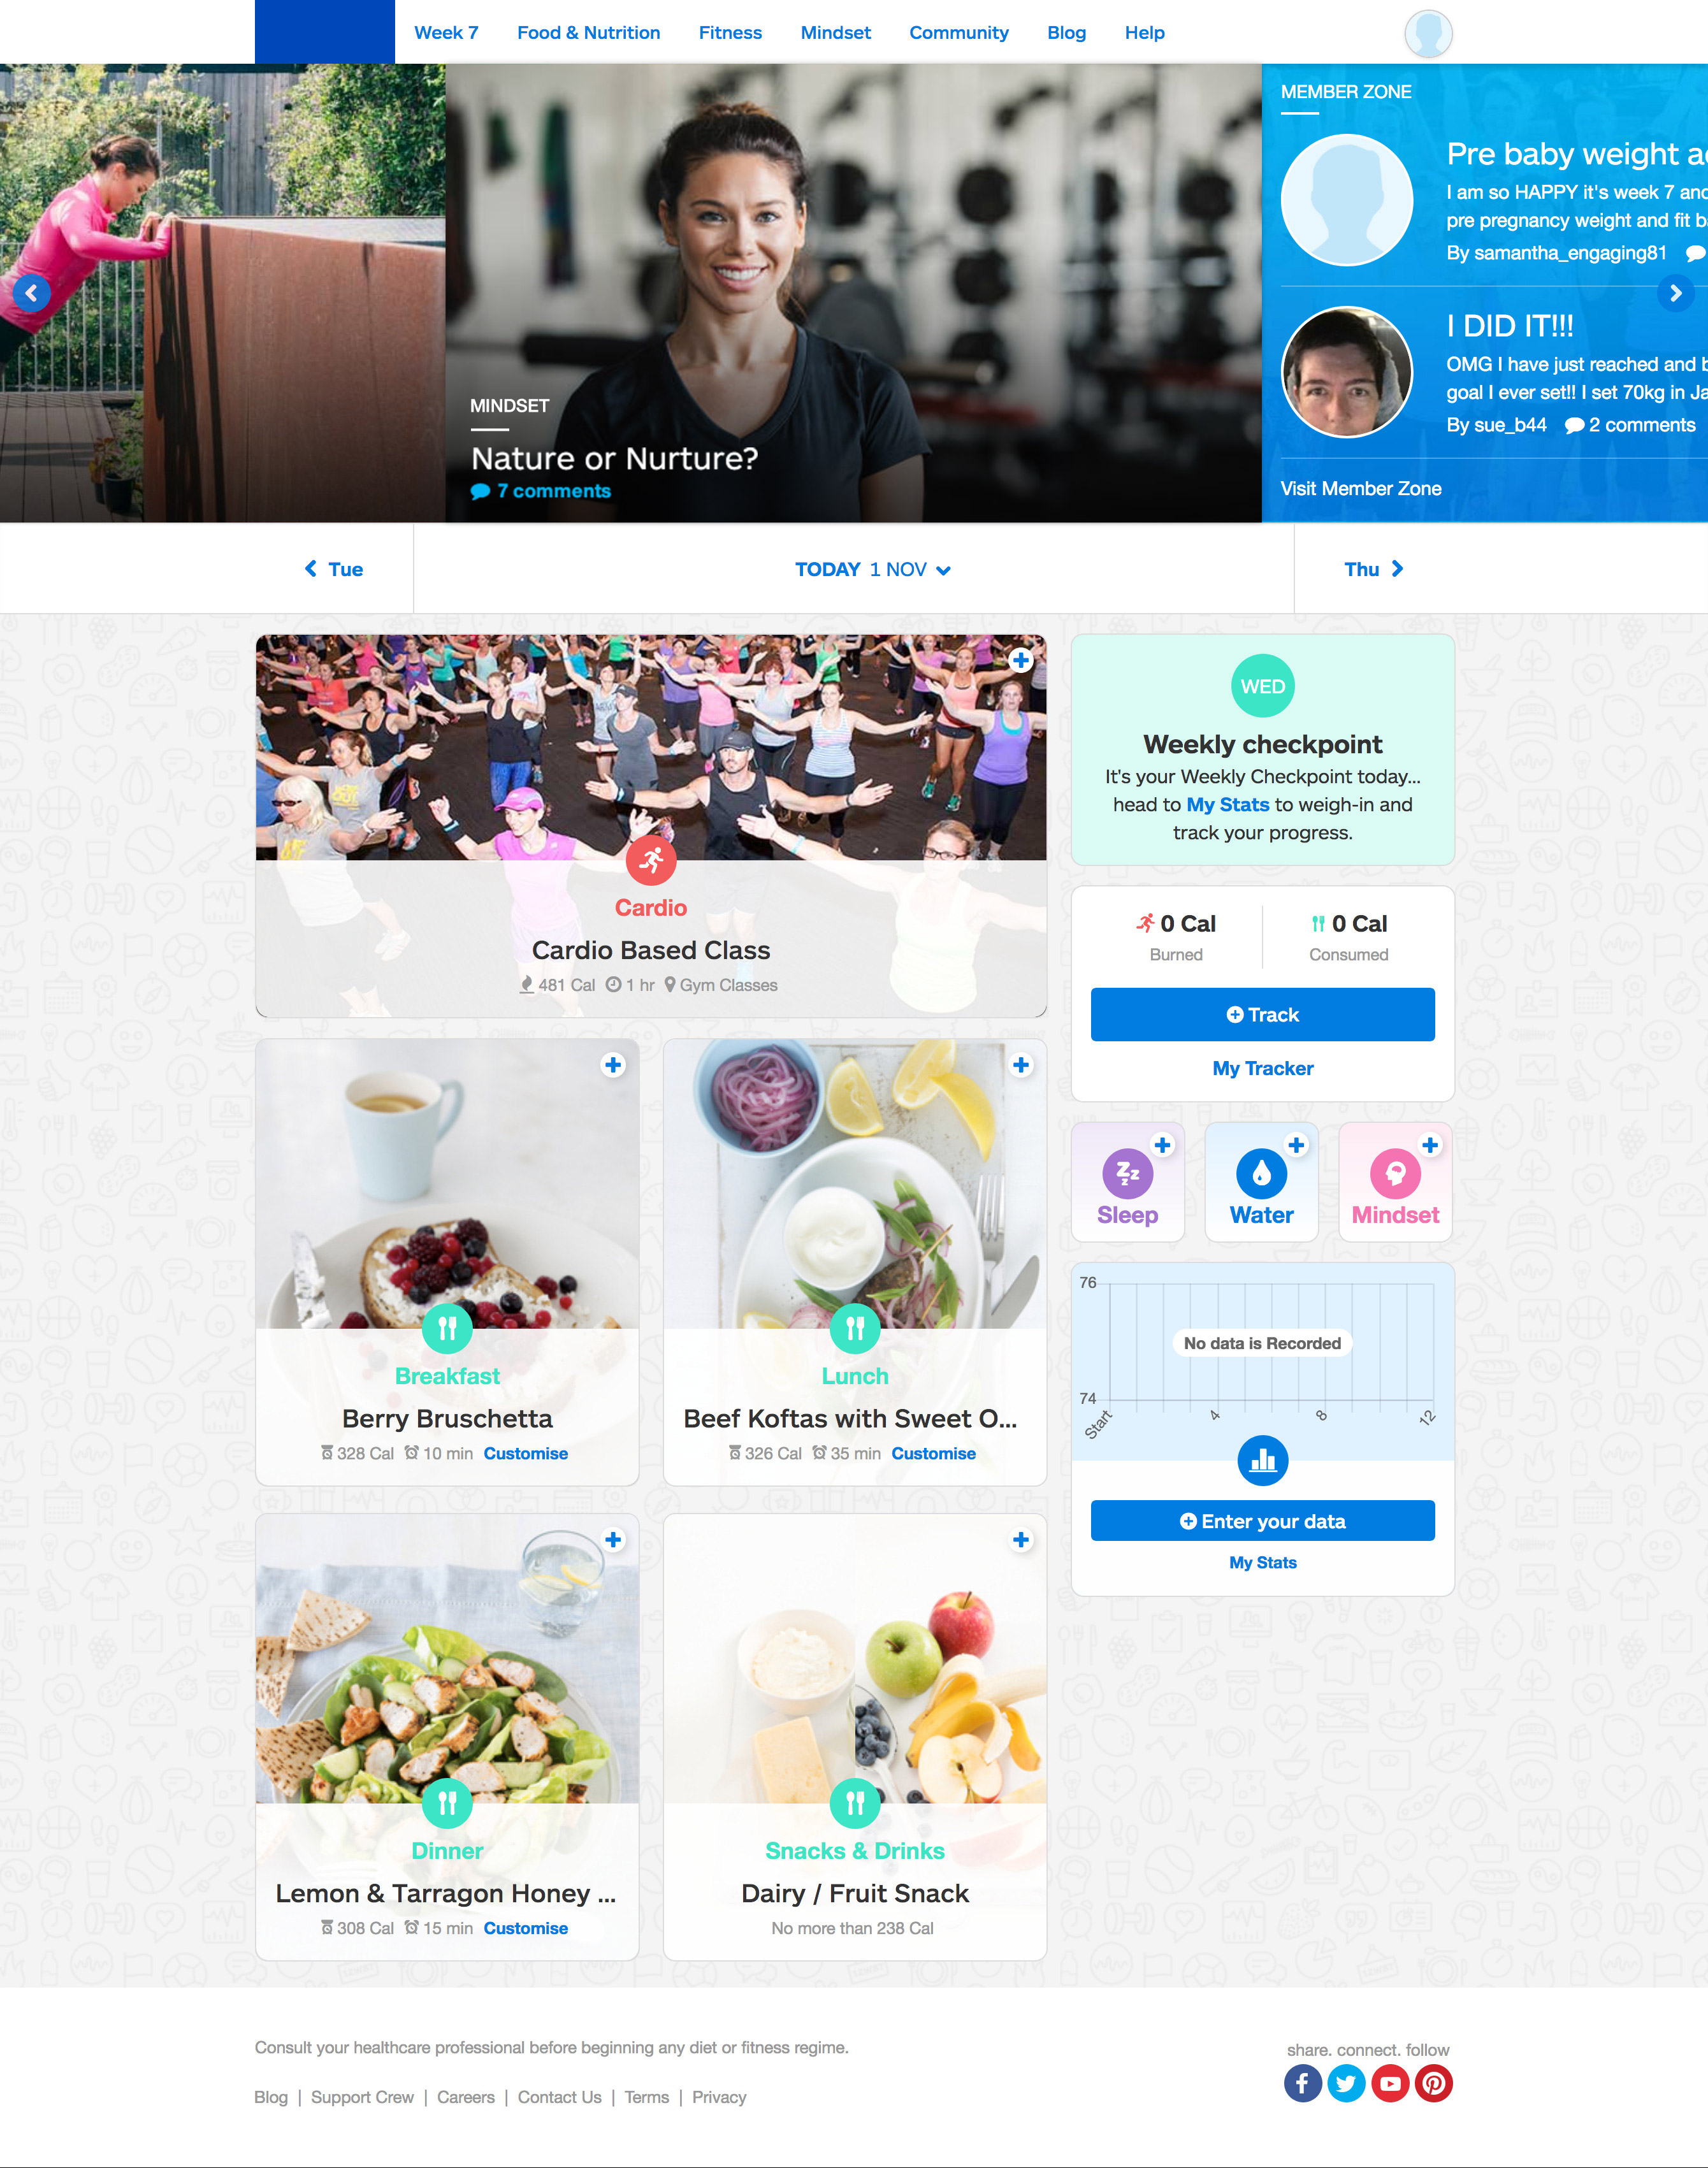 Week 7
Food & Nutrition
Fitness
Mindset
Community
Blog
Help
MINDSET
Nature or Nurture?
7 comments
MEMBER ZONE
Pre baby weight
I am so HAPPY it's week 7 and
pre pregnancy weight and fit
By samantha_engaging81
I DID IT!!!
OMG I have just reached and
goal I ever set!! I set 70kg in
By sue_b44 2 comments
Visit Member Zone
Tue
TODAY 1 NOV
Thu
Cardio
Cardio Based Class
481 Cal 1 hr Gym Classes
WED
Weekly checkpoint
It's your Weekly Checkpoint today...
head to My Stats to weigh-in and
track your progress.
0 Cal
Burned
0 Cal
Consumed
Track
My Tracker
Breakfast
Berry Bruschetta
328 Cal 10 min Customise
Lunch
Beef Koftas with Sweet O...
326 Cal 35 min Customise
Sleep
Water
Mindset
76
No data is Recorded
74
Start
4
8
12
Enter your data
My Stats
Dinner
Lemon & Tarragon Honey ...
308 Cal 15 min Customise
Snacks & Drinks
Dairy / Fruit Snack
No more than 238 Cal
Consult your healthcare professional before beginning any diet or fitness regime.
Blog | Support Crew | Careers | Contact Us | Terms | Privacy
share. connect. follow